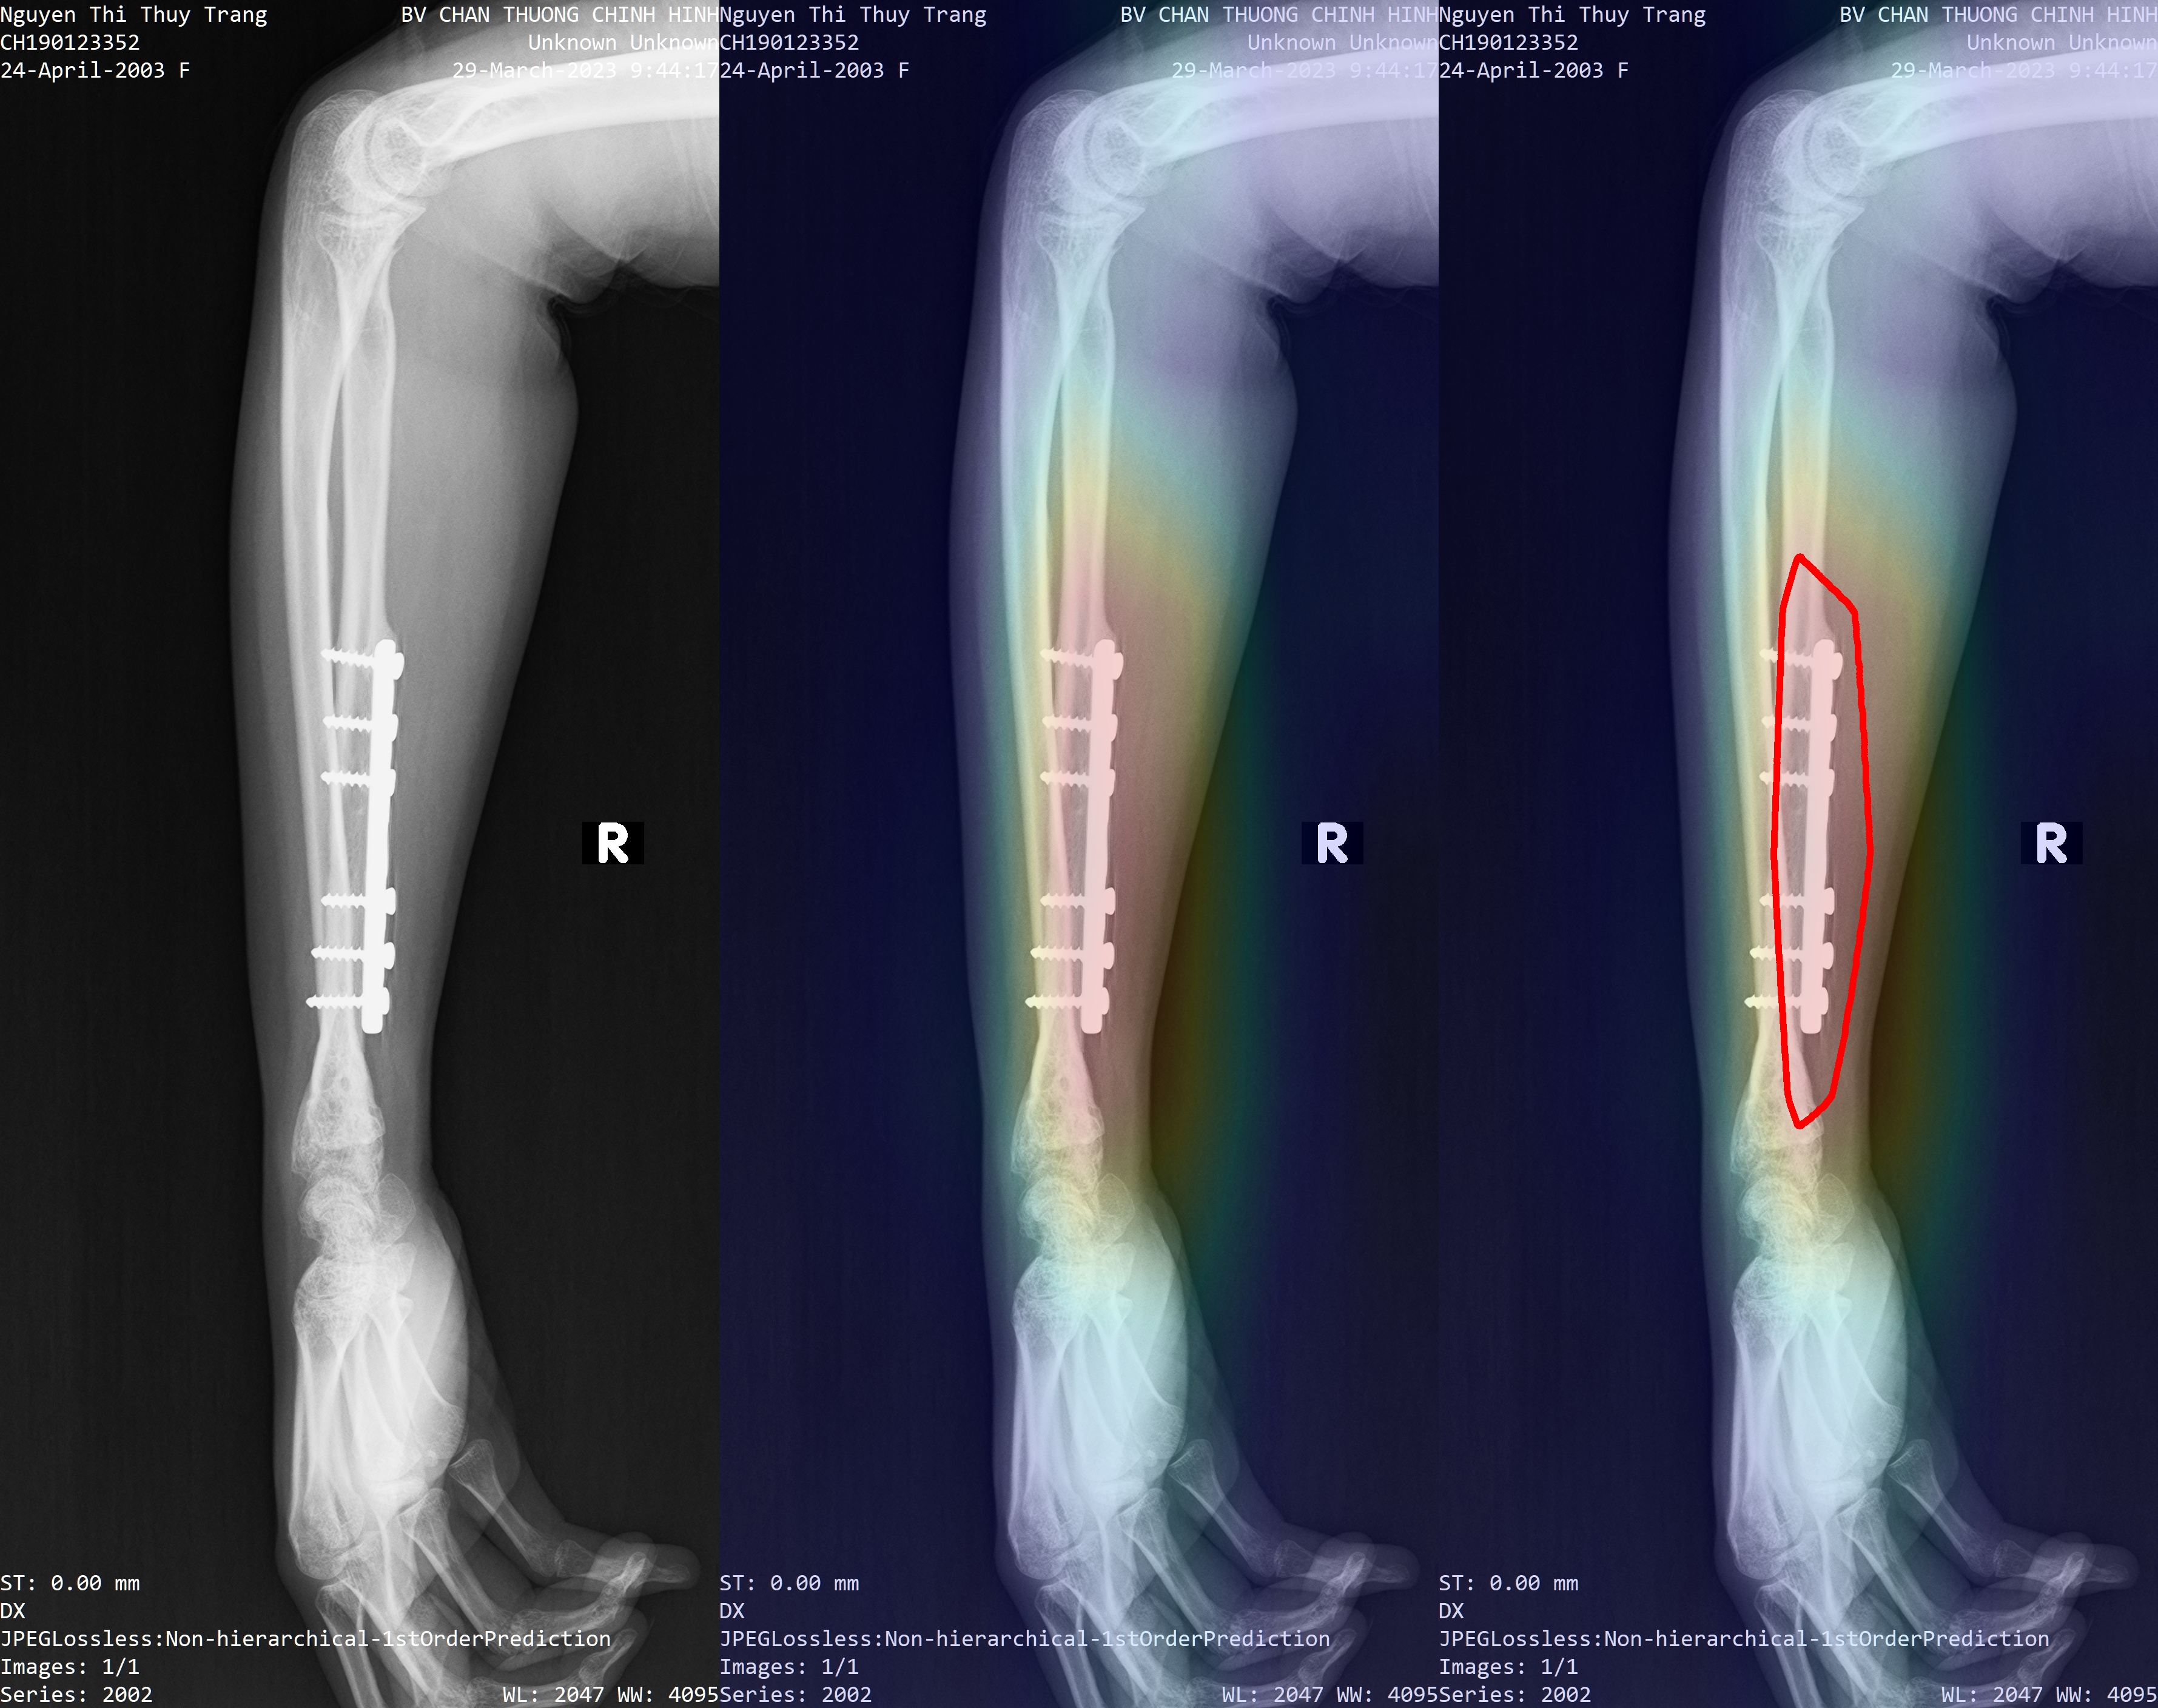 Nguyen Thi Thuy Trang
CH190123352
24-April-2003 F
BV CHAN THUONG CHINH HINH
Unknown Unknown
29-March-2023 9:44:17
R
ST: 0.00 mm
DX
JPEGLossless:Non-hierarchical-1stOrderPrediction
Images: 1/1
Series: 2002
WL: 2047 WW: 4095
Nguyen Thi Thuy Trang
CH190123352
24-April-2003 F
BV CHAN THUONG CHINH HINH
Unknown Unknown
29-March-2023 9:44:17
R
ST: 0.00 mm
DX
JPEGLossless:Non-hierarchical-1stOrderPrediction
Images: 1/1
Series: 2002
WL: 2047 WW: 4095
Nguyen Thi Thuy Trang
CH190123352
24-April-2003 F
BV CHAN THUONG CHINH HINH
Unknown Unknown
29-March-2023 9:44:17
R
ST: 0.00 mm
DX
JPEGLossless:Non-hierarchical-1stOrderPrediction
Images: 1/1
Series: 2002
WL: 2047 WW: 4095